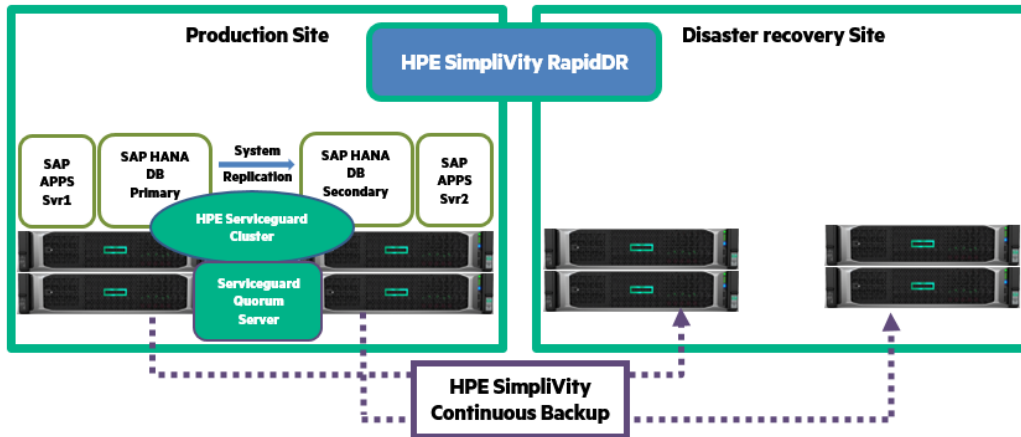 Production Site
HPE SimpliVity RapidDR
Disaster recovery Site
SAP
APPS
Svr1
SAP HANA
DB
Primary
System
Replication
SAP HANA
DB
Secondary
SAP
APPS
Svr2
HPE Serviceguard
Cluster
Serviceguard
Quorum
Server
HPE SimpliVity
Continuous Backup